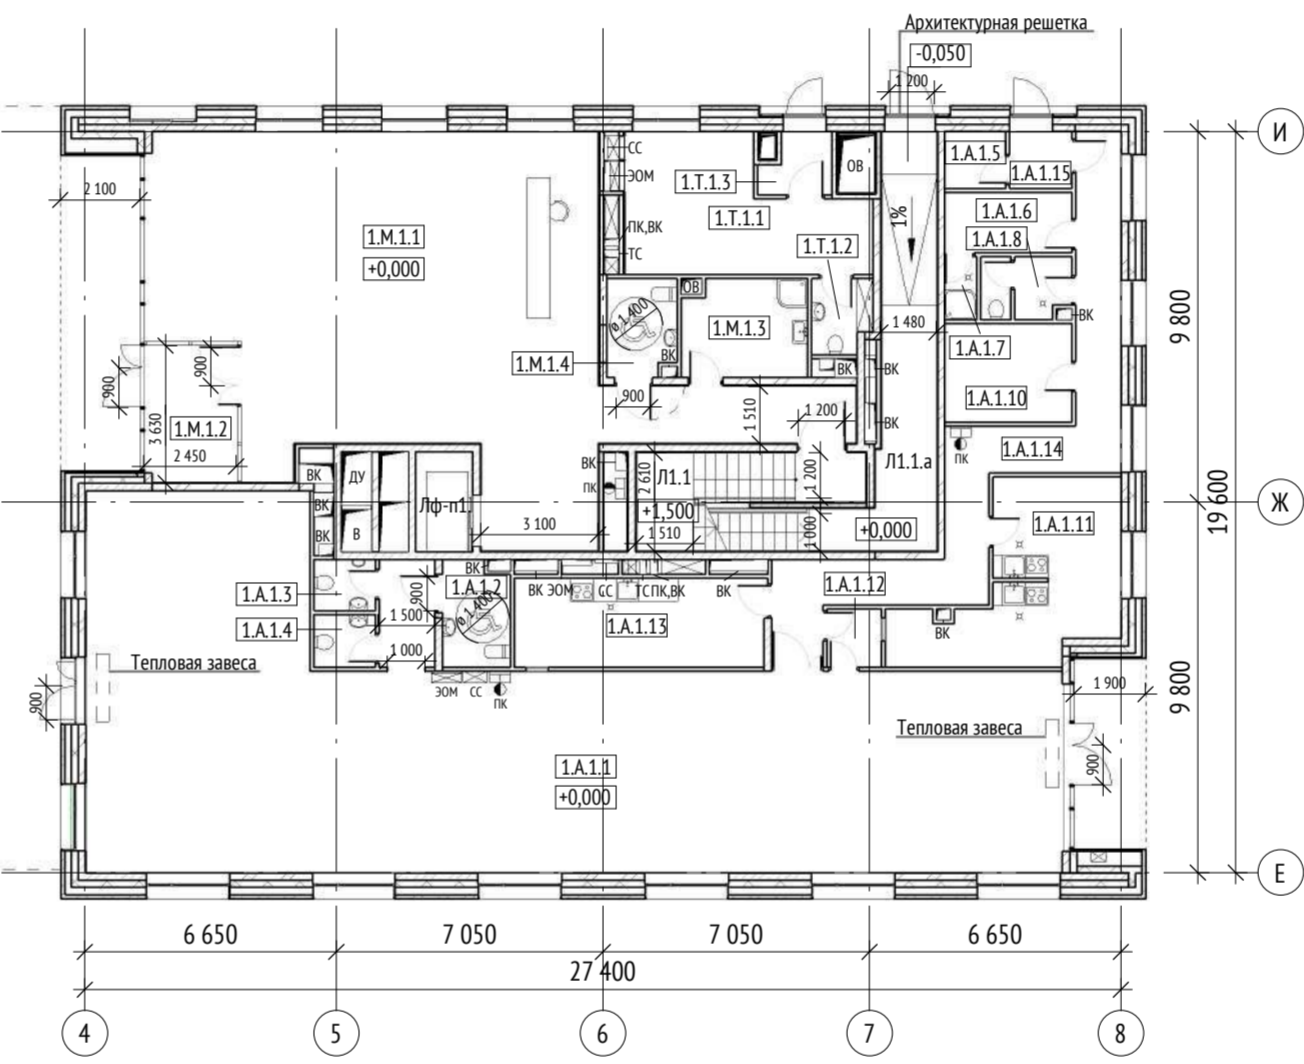 Архитектурная решетка
-0,050
1 200
И
СС
ЭОМ
ОВ
1.А.1.5
1.А.1.15
1.Т.1.3
2 100
1.Т.1.1
1%
1.А.1.6
1.М.1.1
ПК,ВК
1.А.1.8
+0,000
ТС
1.Т.1.2
ОВ
ø 1 400
1.М.1.3
1 480
ВК
9 800
1.А.1.7
900
ВК
1.М.1.4
ВК
ВК
900
900
1.А.1.10
3 630
1 510
1 200
1.М.1.2
ВК
1.А.1.14
2 450
ПК
ВК
ДУ
ВК
2 610
Л1.1
1 200
Л1.1.а
ПК
19 600
ВК
Лф-п1.
+1,500
Ж
3 100
1 510
1 000
+0,000
1.А.1.11
В
ВК
ВК
1.А.1.2
1.А.1.12
1.А.1.3
900
ø 1 400
ВК
ЭОМ
СС
ТС
ПК,ВК
ВК
1 500
1.А.1.4
1.А.1.13
ВК
1 000
Тепловая завеса
ЭОМ
СС
ПК
1 900
9 800
900
Тепловая завеса
1.А.1.1
900
+0,000
Е
6 650
7 050
7 050
6 650
27 400
4
5
6
7
8